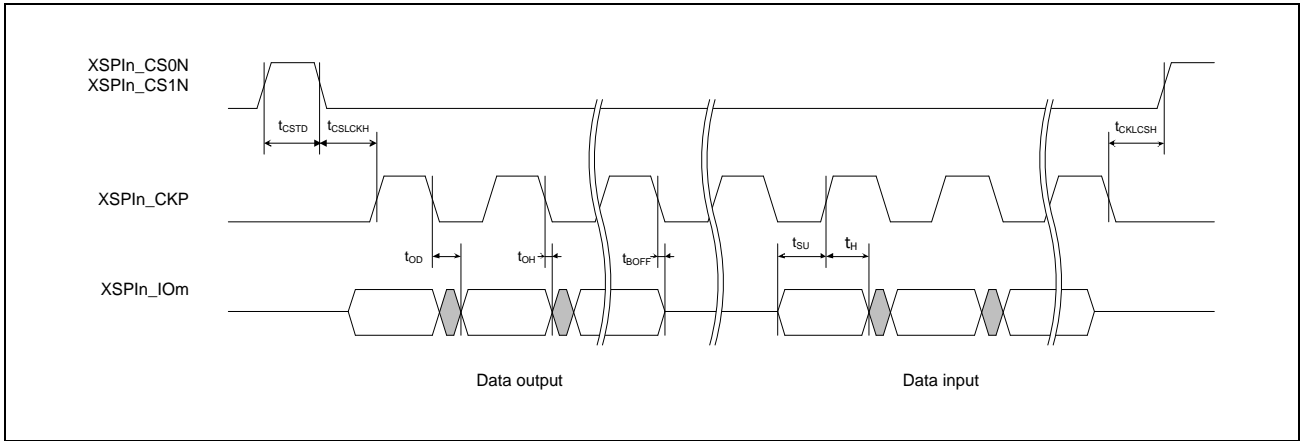 XSPIn_CS0N
XSPIn_CS1N
tCSTD
tCSLCKH
tCKLCSH
XSPIn_CKP
tOD
tOH
tBOFF
tSU
tH
XSPIn_IOm
Data output
Data input